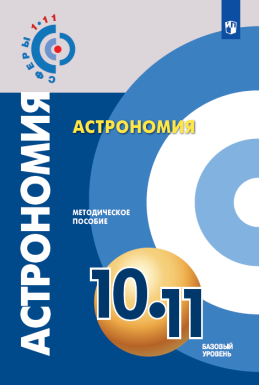 СФЕРЫ 1-11
АСТРОНОМИЯ
АСТРОНОМИЯ
МЕТОДИЧЕСКОЕ
ПОСОБИЕ
10•11
БАЗОВЫЙ
УРОВЕНЬ